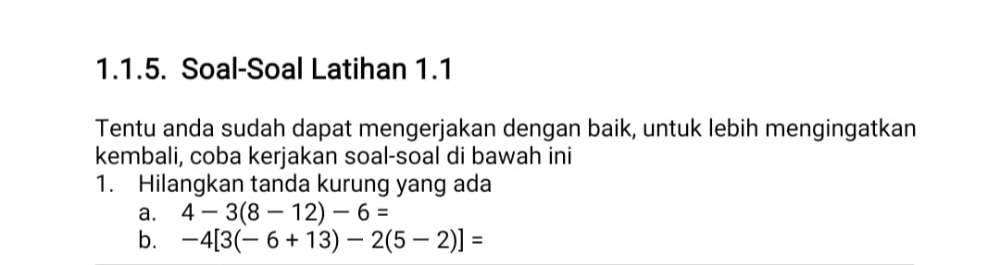 1.1.5. Soal-Soal Latihan 1.1
Tentu anda sudah dapat mengerjakan dengan baik, untuk lebih mengingatkan
kembali, coba kerjakan soal-soal di bawah ini
1. Hilangkan tanda kurung yang ada
a. 4 – 3(8 – 12) – 6 =
b. –4[3(– 6 + 13) – 2(5 – 2)] =